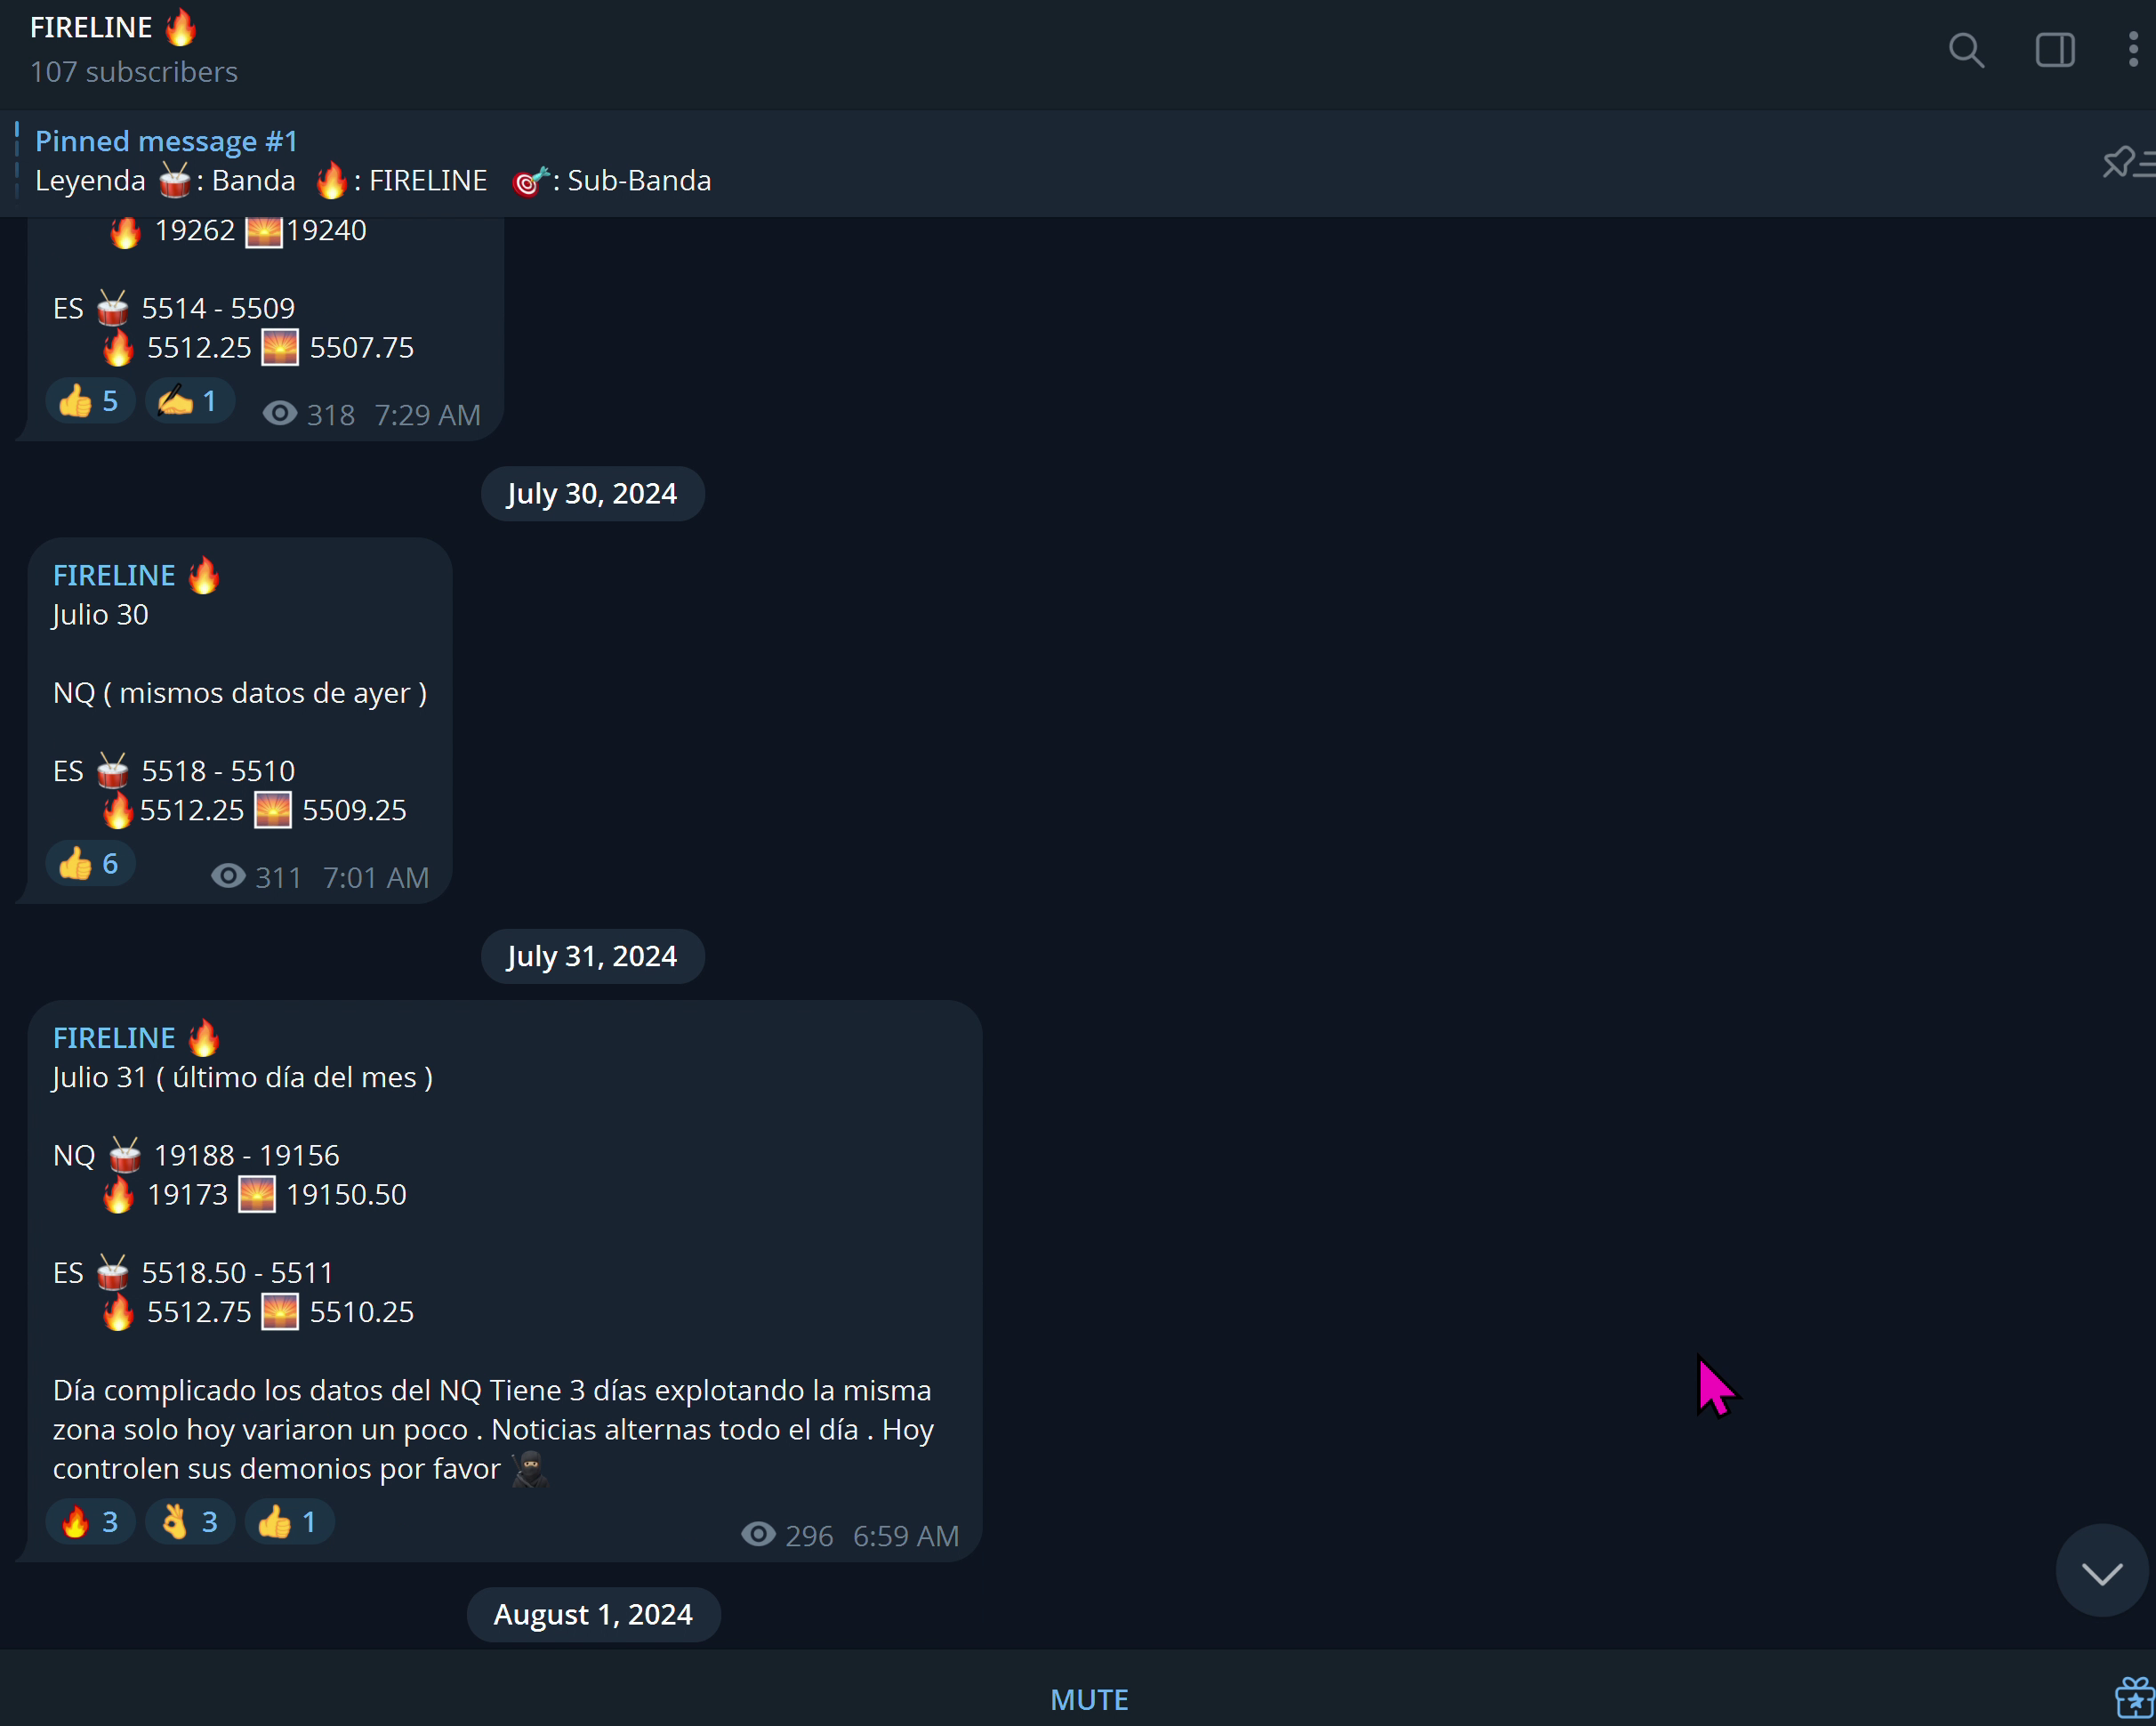 FIRELINE 🔥
107 subscribers
Pinned message #1
Leyenda 🥁: Banda 🔥: FIRELINE 🎯: Sub-Banda
🔥 19262 🌅19240
ES 🥁 5514 - 5509
🔥 5512.25 🌅 5507.75
👍 5 ✍️ 1 318 7:29 AM
July 30, 2024
FIRELINE 🔥
Julio 30
NQ ( mismos datos de ayer )
ES 🥁 5518 - 5510
🔥5512.25 🌅 5509.25
👍 6 311 7:01 AM
July 31, 2024
FIRELINE 🔥
Julio 31 ( último día del mes )
NQ 🥁 19188 - 19156
🔥 19173 🌅 19150.50
ES 🥁 5518.50 - 5511
🔥 5512.75 🌅 5510.25
Día complicado los datos del NQ Tiene 3 días explotando la misma
zona solo hoy variaron un poco . Noticias alternas todo el día . Hoy
controlen sus demonios por favor 🥷
🔥 3 👌 3 👍 1 296 6:59 AM
August 1, 2024
MUTE